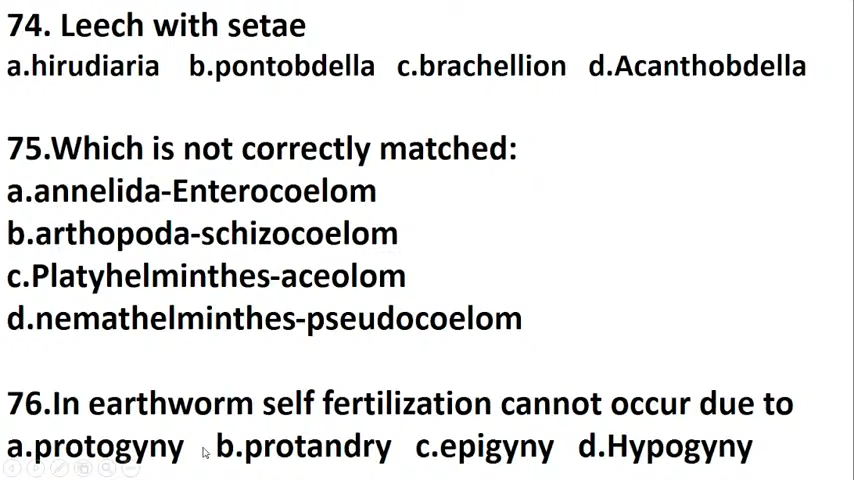 74. Leech with setae
a.hirudiaria b.pontobdella c.brachellion d.Acanthobdella
75.Which is not correctly matched:
a.annelida-Enterocoelom
b.arthopoda-schizocoelom
c.Platyhelminthes-aceolom
d.nemathelminthes-pseudocoelom
76.In earthworm self fertilization cannot occur due to
a.protogyny b.protandry c.epigyny d.Hypogyny